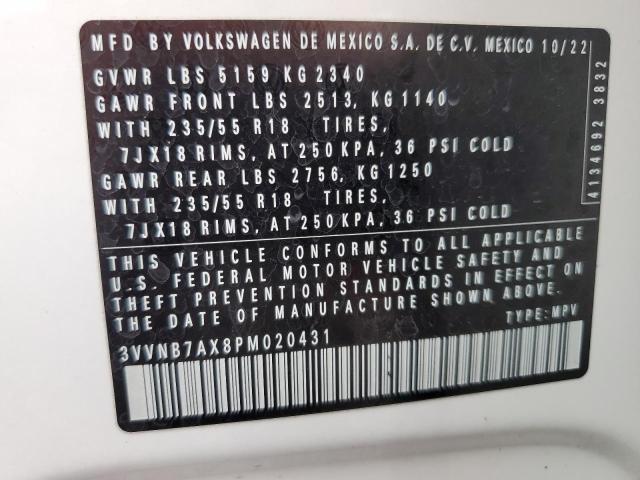 MFD BY VOLKSWAGEN DE MEXICO S.A. DE C.V. MEXICO 10/22
GVWR LBS 5159 KG 2340
GAWR FRONT LBS 2513, KG 1140
WITH 235/55 R18 TIRES,
7JX18 RIMS, AT 250 KPA, 36 PSI COLD
GAWR REAR LBS 2756, KG 1250
WITH 235/55 R18 TIRES,
7JX18 RIMS, AT 250 KPA, 36 PSI COLD
THIS VEHICLE CONFORMS TO ALL APPLICABLE
U.S. FEDERAL MOTOR VEHICLE SAFETY AND
THEFT PREVENTION STANDARDS IN EFFECT ON
THE DATE OF MANUFACTURE SHOWN ABOVE.
3VVNB7AX8PM020431 TYPE: MPV
4134692 3832